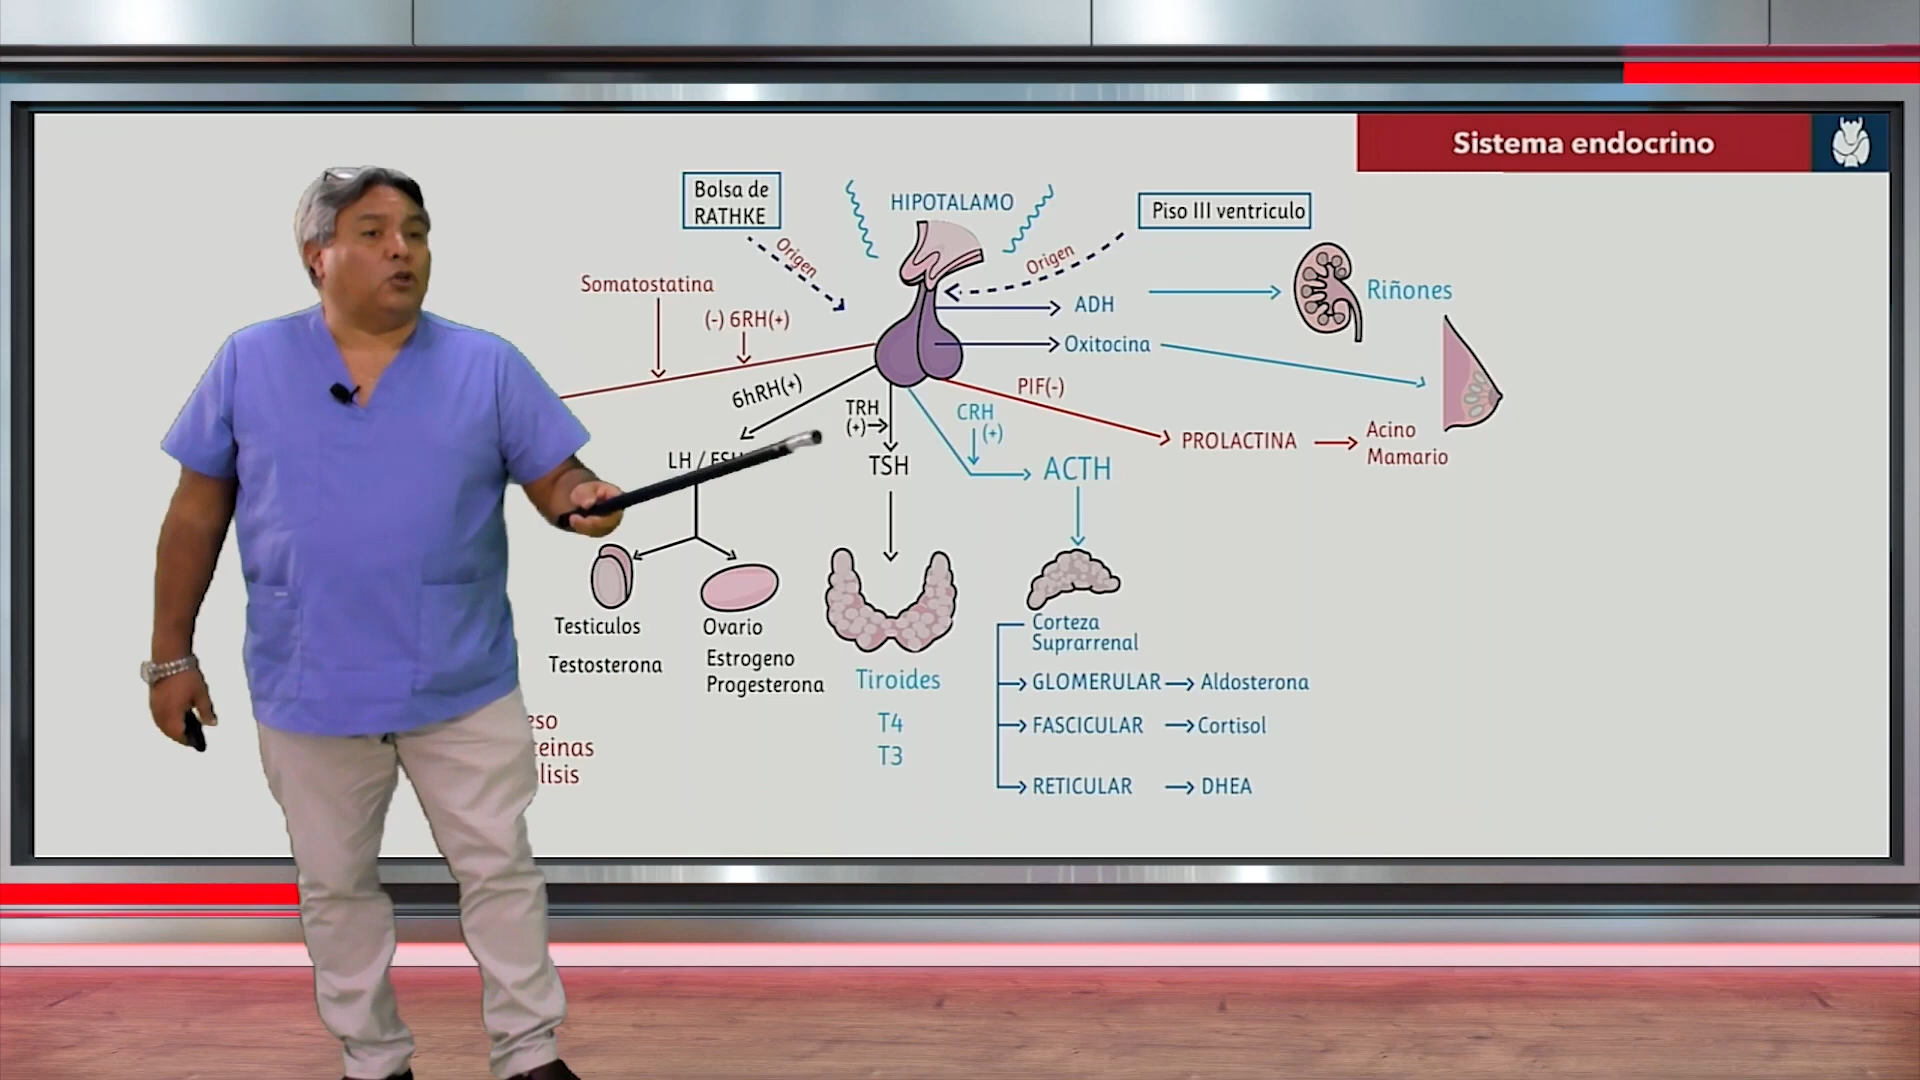 Sistema endocrino
Bolsa de
RATHKE
HIPOTALAMO
Piso III ventriculo
Origen
Origen
Somatostatina
(-) 6RH(+)
ADH
Riñones
Oxitocina
6hRH(+)
TRH
(+)
CRH
(+)
PIF(-)
PROLACTINA
Acino
Mamario
LH / FSH
TSH
ACTH
Testiculos
Testosterona
Ovario
Estrogeno
Progesterona
Tiroides
T4
T3
Corteza
Suprarrenal
GLOMERULAR
Aldosterona
FASCICULAR
Cortisol
RETICULAR
DHEA